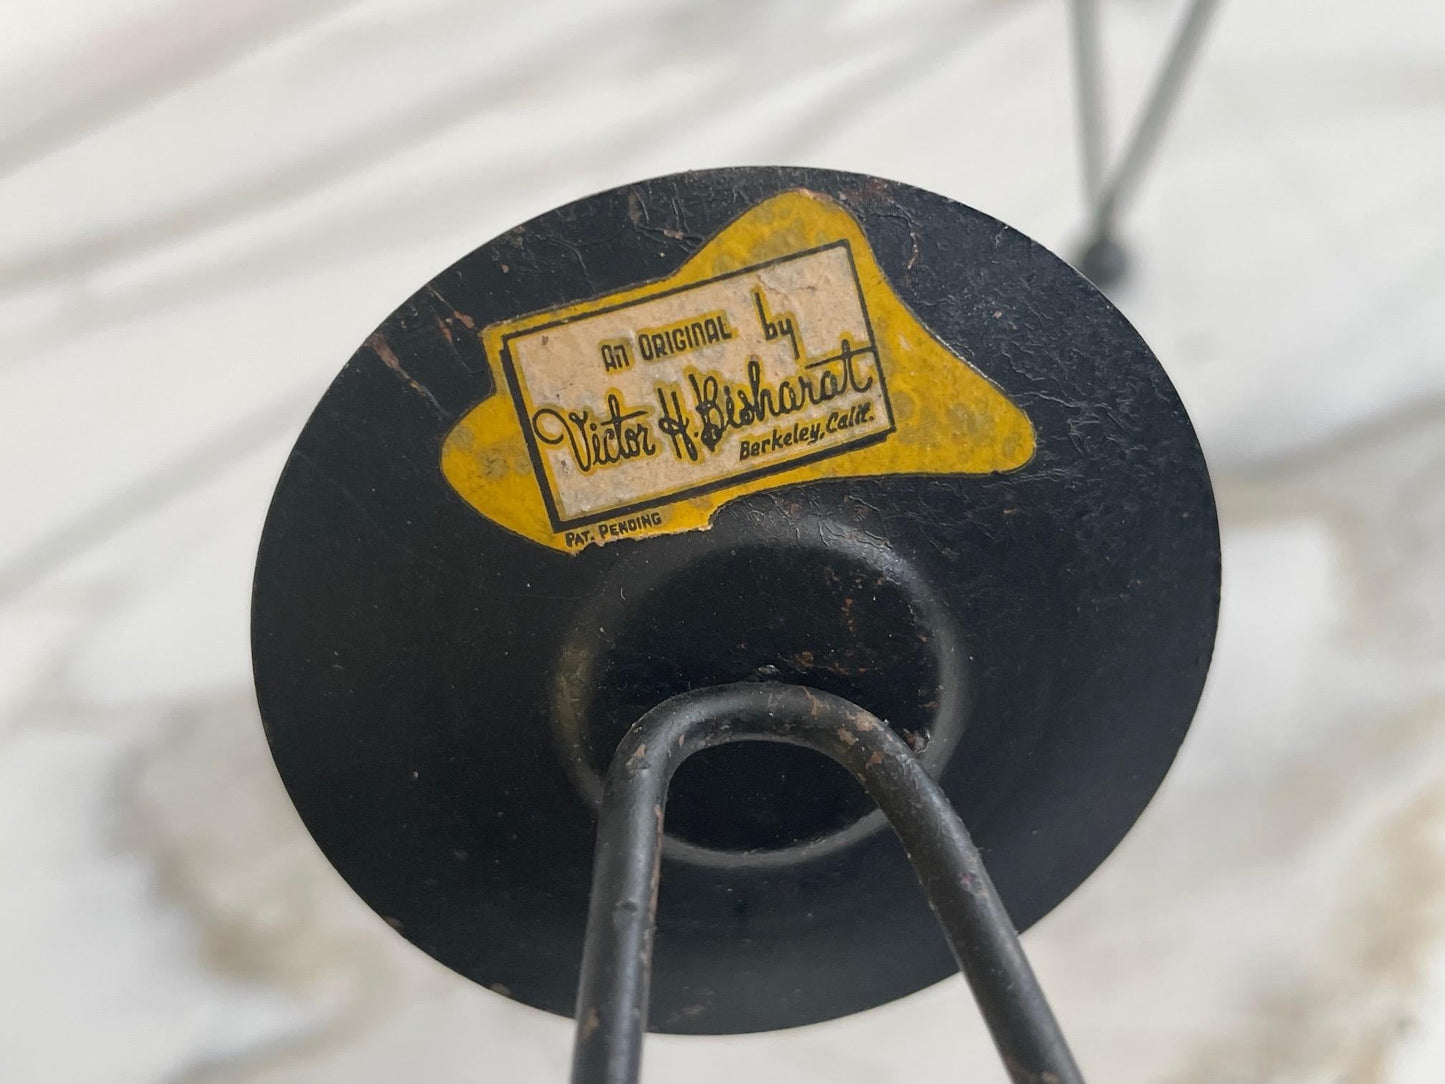 An ORIGINAL by
Victor H. Bisharat
Berkeley, Calif.
PAT. PENDING